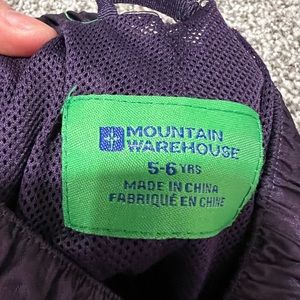 MOUNTAIN
WAREHOUSE
5-6 YRS
MADE IN CHINA
FABRIQUÉ EN CHINE